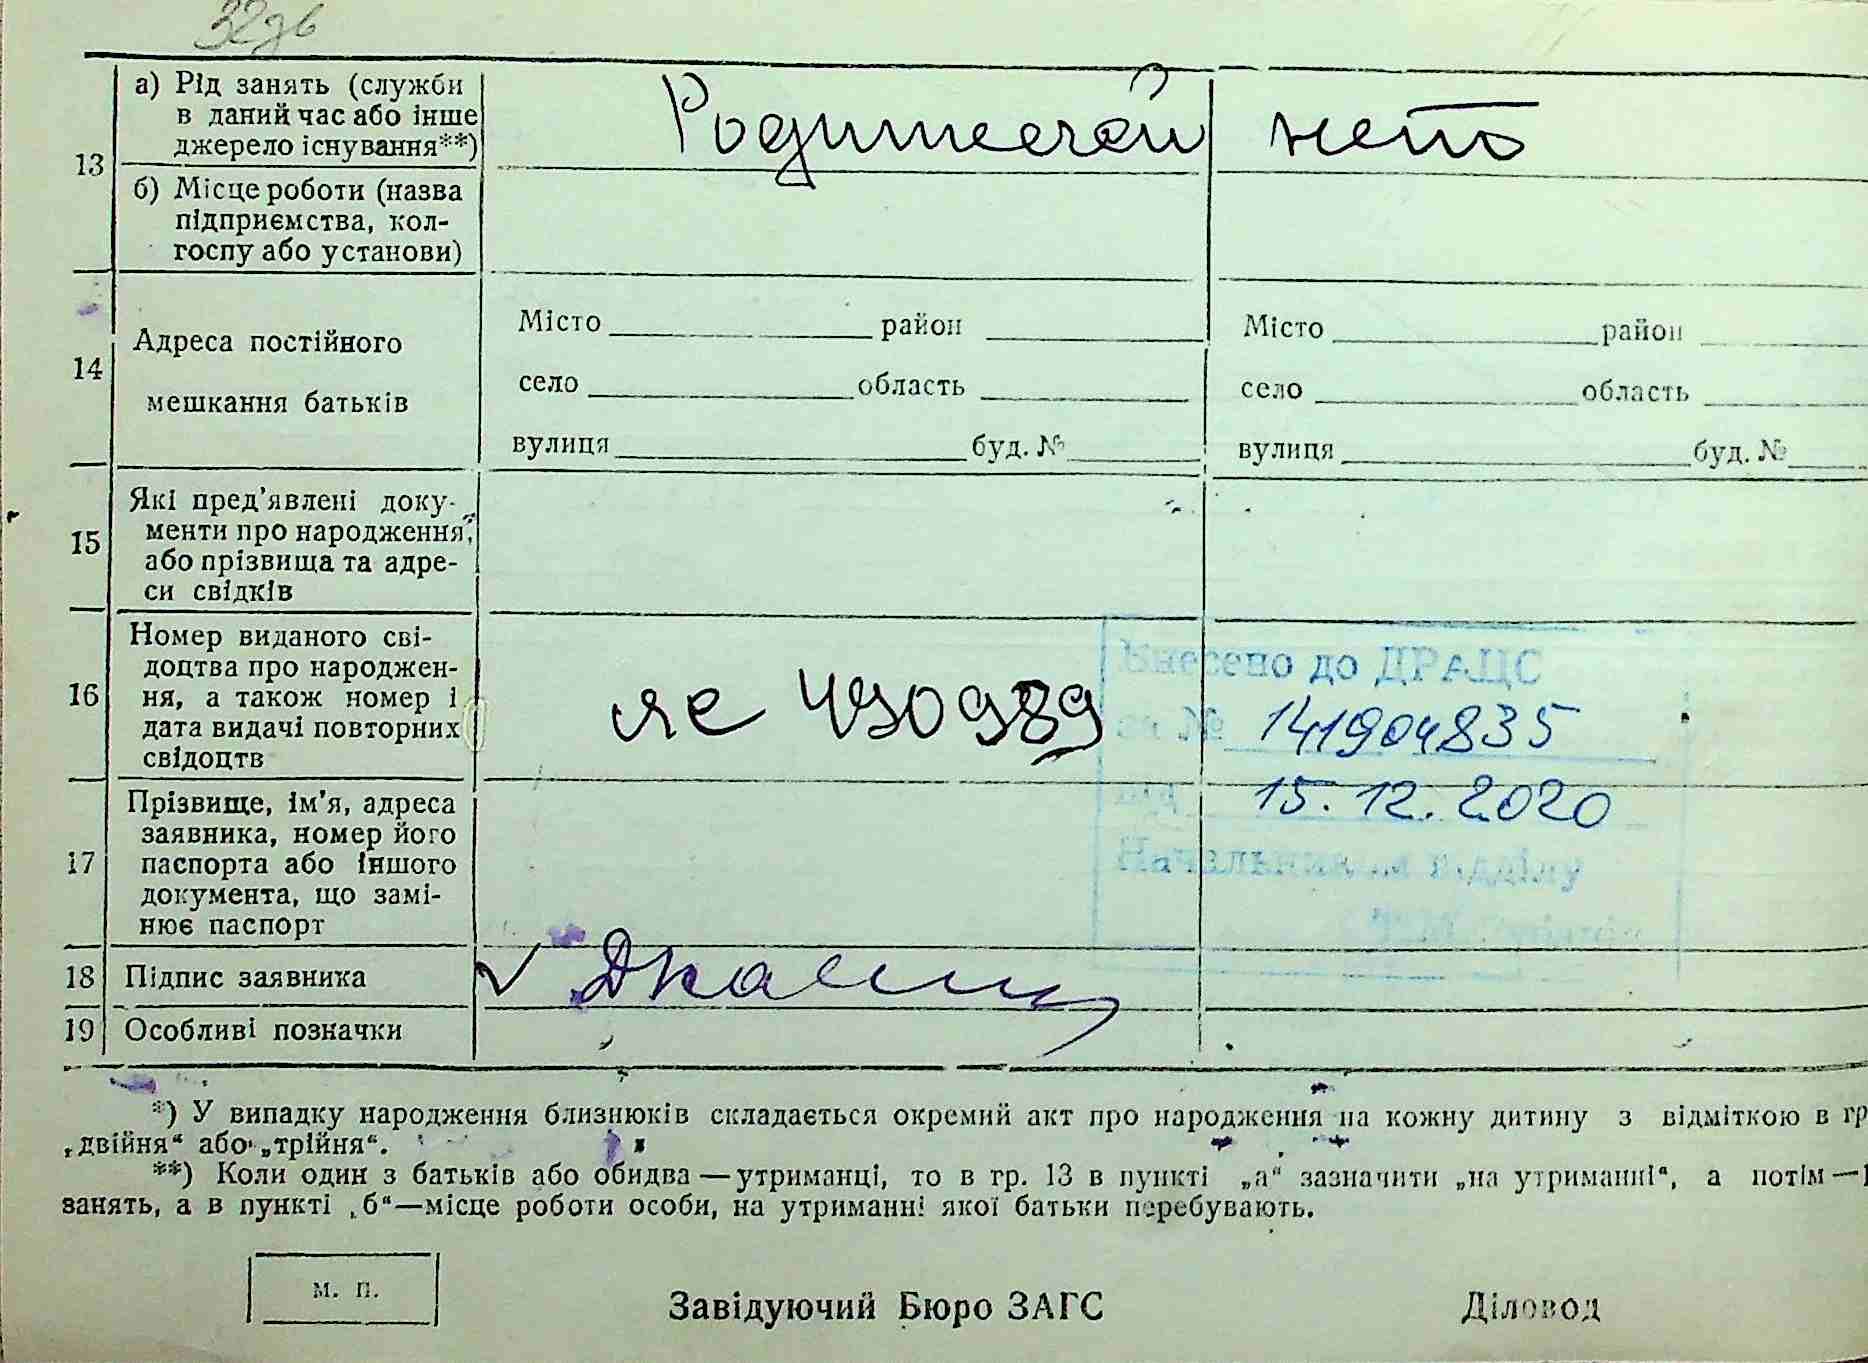 а) Рід занять (служби
в даний час або інше
джерело існування**)
Родителей нет
13
б) Місце роботи (назва
підприємства, кол-
госпу або установи)
14
Адреса постійного
мешкання батьків
Місто район
село область
вулиця буд. №
Місто район
село область
вулиця буд. №
15
Які пред'явлені доку-
менти про народження,
або прізвища та адре-
си свідків
16
Номер виданого сві-
доцтва про народжен-
ня, а також номер і
дата видачі повторних
свідоцтв
Внесено до ДРАЦС
за № 141904835
від 15.12.2020
Начальник відділу
17
Прізвище, ім'я, адреса
заявника, номер його
паспорта або іншого
документа, що замі-
нює паспорт
18 Підпис заявника
19 Особливі позначки
*) У випадку народження близнюків складається окремий акт про народження на кожну дитину з відміткою в гр
„двійня“ або „трійня“.
**) Коли один з батьків або обидва—утриманці, то в гр. 13 в пункті „а“ зазначити „на утриманні“, а потім—
занять, а в пункті „б“—місце роботи особи, на утриманні якої батьки перебувають.
м. п.
Завідуючий Бюро ЗАГС Діловод